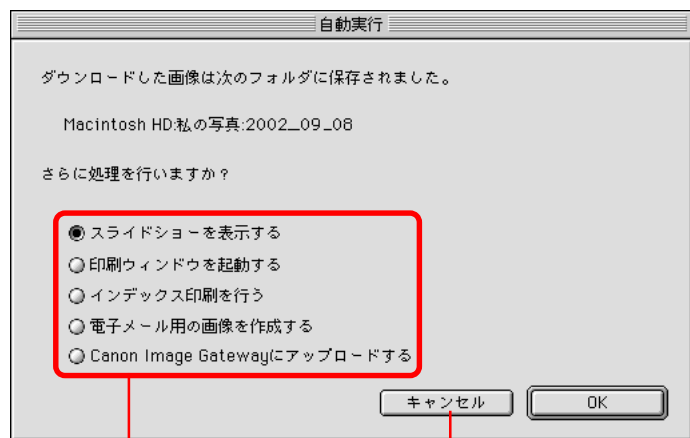 自動実行
ダウンロードした画像は次のフォルダに保存されました。
Macintosh HD:私の写真:2002_09_08
さらに処理を行いますか？
スライドショーを表示する
印刷ウィンドウを起動する
インデックス印刷を行う
電子メール用の画像を作成する
Canon Image Gatewayにアップロードする
キャンセル OK